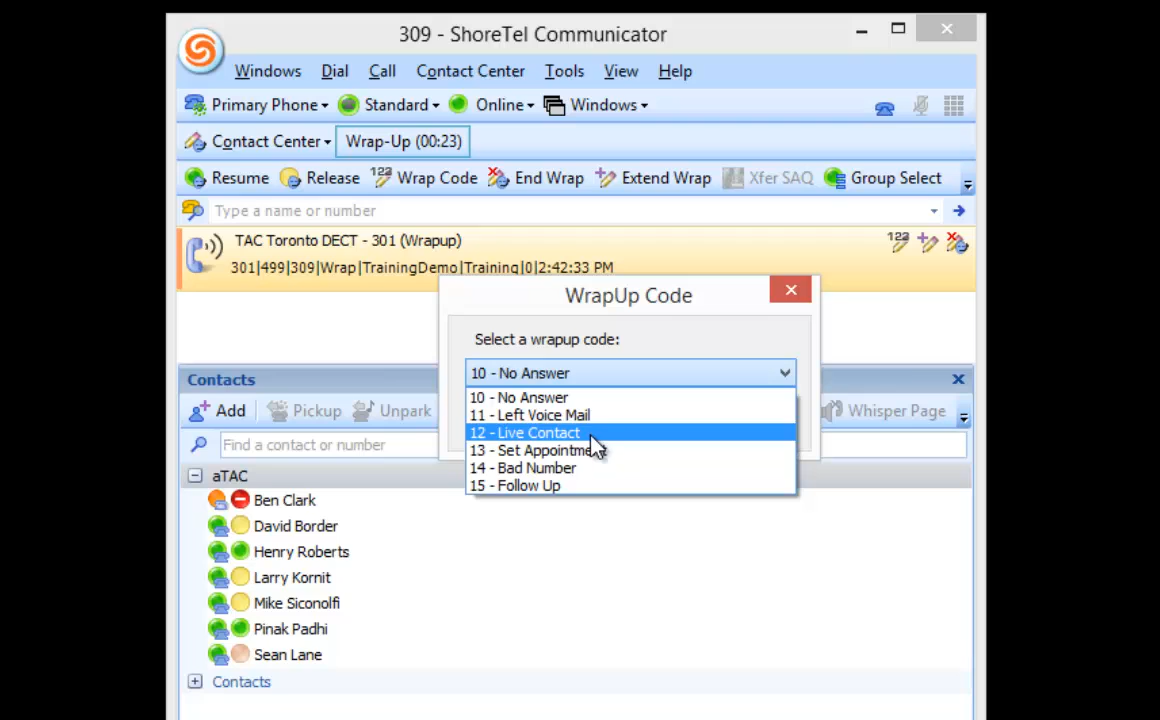 309 - ShoreTel Communicator
Windows Dial Call Contact Center Tools View Help
Primary Phone Standard Online Windows
Contact Center Wrap-Up (00:23)
Resume Release 123 Wrap Code End Wrap Extend Wrap Xfer SAQ Group Select
Type a name or number
TAC Toronto DECT - 301 (Wrapup) 123
301|499|309|Wrap|TrainingDemo|Training|0|2:42:33 PM
WrapUp Code
Select a wrapup code:
10 - No Answer
10 - No Answer
11 - Left Voice Mail
12 - Live Contact
13 - Set Appointme
14 - Bad Number
15 - Follow Up
Contacts
Add Pickup Unpark Whisper Page
Find a contact or number
aTAC
Ben Clark
David Border
Henry Roberts
Larry Kornit
Mike Siconolfi
Pinak Padhi
Sean Lane
Contacts